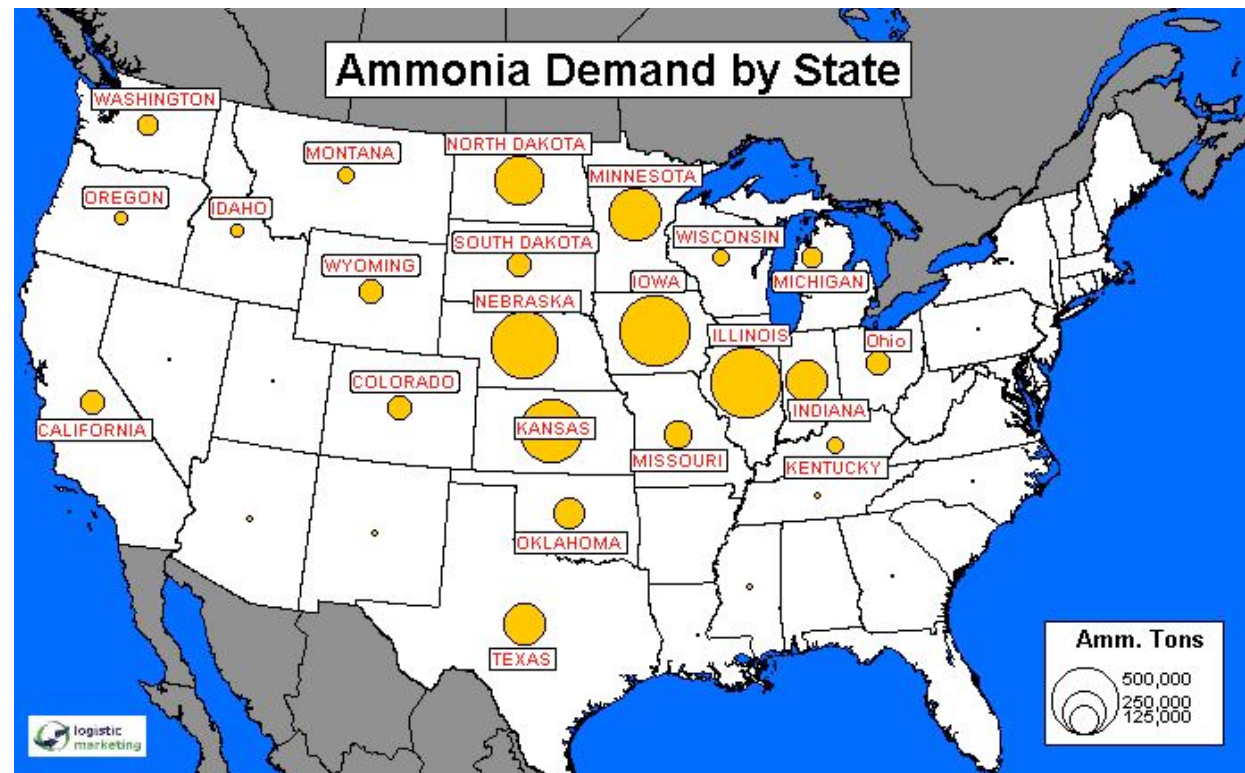 Ammonia Demand by State
WASHINGTON
NORTH DAKOTA
MONTANA
MINNESOTA
OREGON
IDAHO
WISCONSIN
SOUTH DAKOTA
WYOMING
IOWA
MICHIGAN
NEBRASKA
ILLINOIS
Ohio
COLORADO
INDIANA
CALIFORNIA
KANSAS
MISSOURI
KENTUCKY
OKLAHOMA
TEXAS
Amm. Tons
500,000
250,000
125,000
logistic
marketing